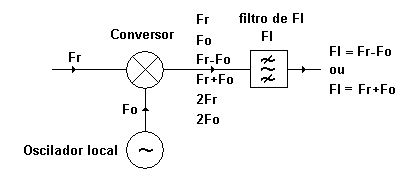 Fr
Conversor
Fo
Oscilador local
Fr
Fo
Fr-Fo
Fr+Fo
2Fr
2Fo
filtro de FI
FI
FI = Fr-Fo
ou
FI = Fr+Fo